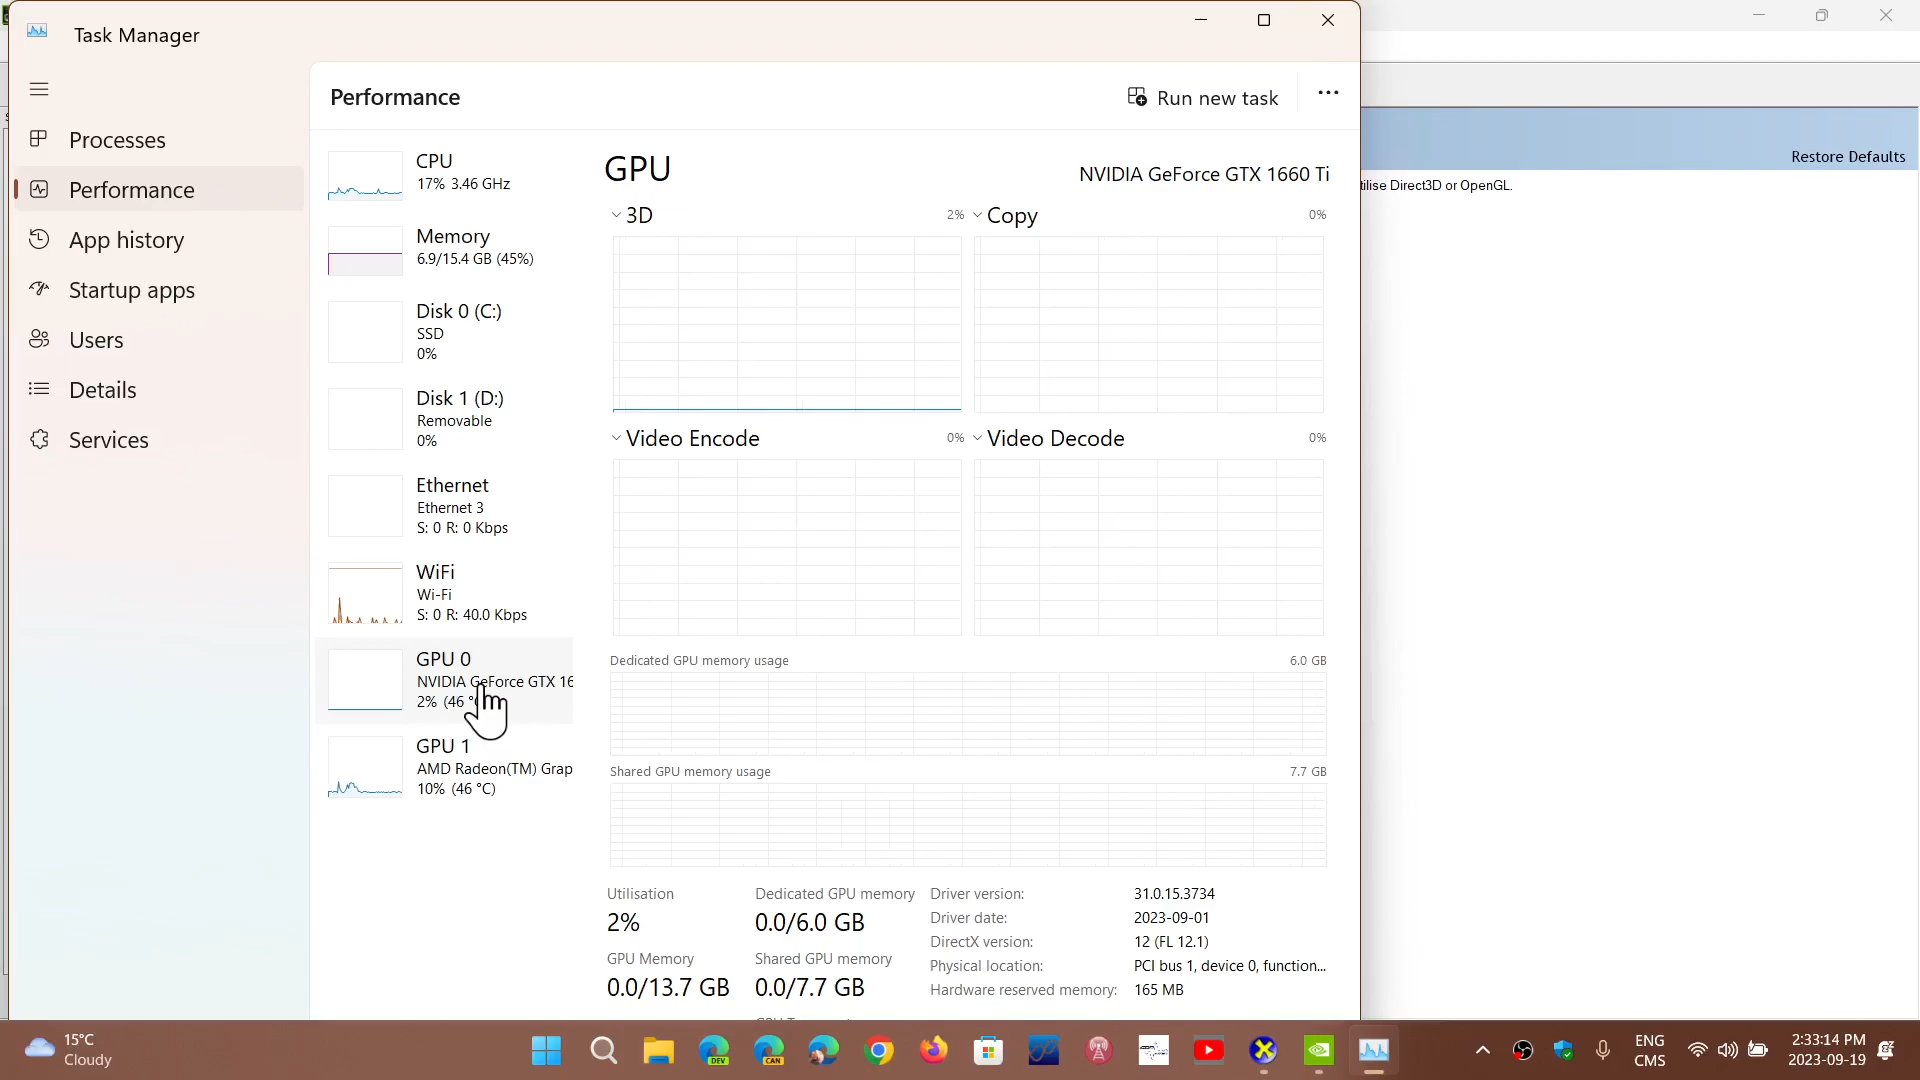 Task Manager
Processes
Performance
App history
Startup apps
Users
Details
Services
Performance
Run new task
CPU
17% 3.46 GHz
Memory
6.9/15.4 GB (45%)
Disk 0 (C:)
SSD
0%
Disk 1 (D:)
Removable
0%
Ethernet
Ethernet 3
S: 0 R: 0 Kbps
WiFi
Wi-Fi
S: 0 R: 40.0 Kbps
GPU 0
NVIDIA GeForce GTX 16
2% (46 °
GPU 1
AMD Radeon(TM) Grap
10% (46 °C)
GPU
NVIDIA GeForce GTX 1660 Ti
3D 2%
Copy 0%
Video Encode 0%
Video Decode 0%
Dedicated GPU memory usage 6.0 GB
Shared GPU memory usage 7.7 GB
Utilisation
2%
Dedicated GPU memory
0.0/6.0 GB
GPU Memory
0.0/13.7 GB
Shared GPU memory
0.0/7.7 GB
Driver version: 31.0.15.3734
Driver date: 2023-09-01
DirectX version: 12 (FL 12.1)
Physical location: PCI bus 1, device 0, function...
Hardware reserved memory: 165 MB
Restore Defaults
tilise Direct3D or OpenGL.
15°C
Cloudy
DEV
CAN
ENG
CMS
2:33:14 PM
2023-09-19